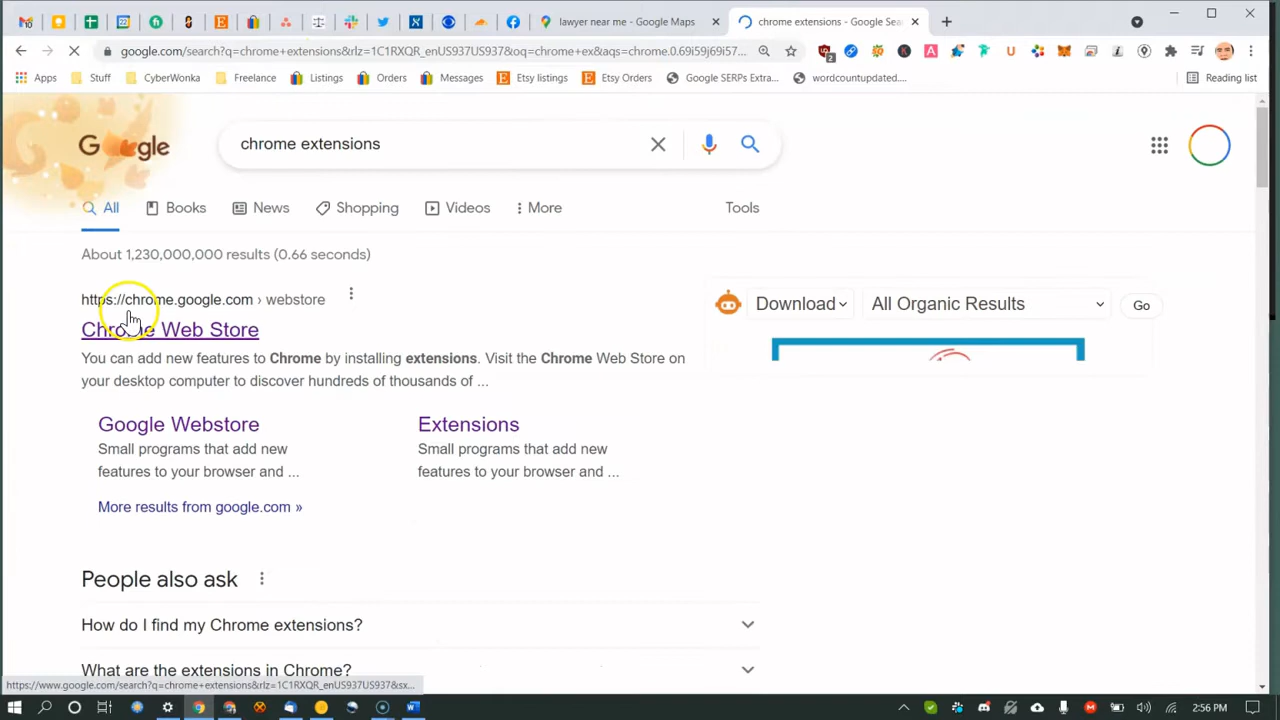 lawyer near me - Google Maps
chrome extensions - Google Sea
google.com/search?q=chrome+extensions&rlz=1C1RXQR_enUS937US937&oq=chrome+ex&aqs=chrome.0.69i59j69i57...
2
Apps
Stuff
CyberWonka
Freelance
Listings
Orders
Messages
Etsy listings
Etsy Orders
Google SERPs Extra...
wordcountupdated....
Reading list
Google
chrome extensions
All
Books
News
Shopping
Videos
More
Tools
About 1,230,000,000 results (0.66 seconds)
https://chrome.google.com › webstore
Chrome Web Store
You can add new features to Chrome by installing extensions. Visit the Chrome Web Store on
your desktop computer to discover hundreds of thousands of ...
Download
All Organic Results
Go
Google Webstore
Small programs that add new
features to your browser and ...
Extensions
Small programs that add new
features to your browser and ...
More results from google.com »
People also ask
How do I find my Chrome extensions?
What are the extensions in Chrome?
https://www.google.com/search?q=chrome+extensions&rlz=1C1RXQR_enUS937US937&sx...
2:56 PM